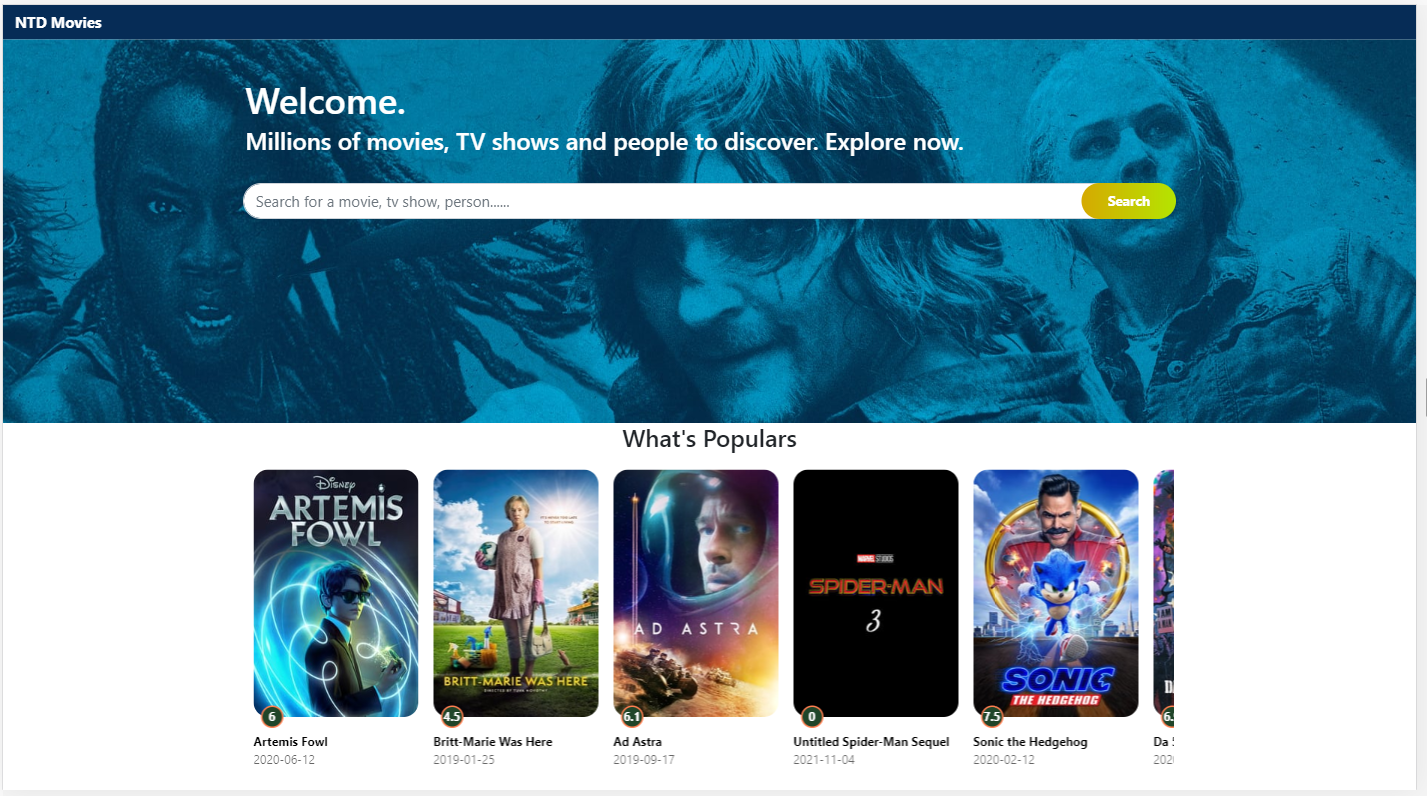 NTD Movies
Welcome.
Millions of movies, TV shows and people to discover. Explore now.
Search for a movie, tv show, person......
Search
What's Populars
Disney
ARTEMIS
FOWL
BRITT-MARIE WAS HERE
AD ASTRA
MARVEL STUDIOS
SPIDER-MAN
3
SONIC
THE HEDGEHOG
6
4.5
6.1
0
7.5
6.
Artemis Fowl
Britt-Marie Was Here
Ad Astra
Untitled Spider-Man Sequel
Sonic the Hedgehog
Da
2020-06-12
2019-01-25
2019-09-17
2021-11-04
2020-02-12
202